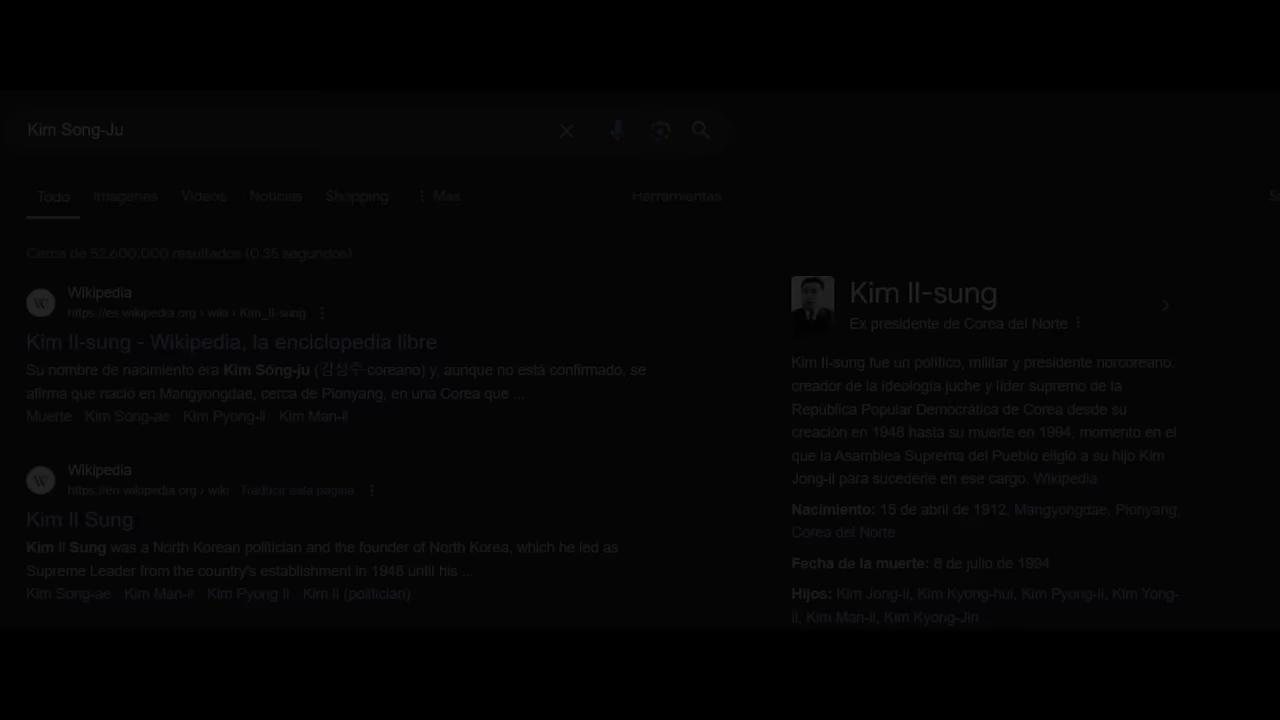 Kim Song-Ju
Todo Imágenes Videos Noticias Shopping Más Herramientas
Cerca de 52,600,000 resultados (0.35 segundos)
Wikipedia
https://es.wikipedia.org › wiki › Kim_Il-sung
Kim Il-sung - Wikipedia, la enciclopedia libre
Su nombre de nacimiento era Kim Sŏng-ju (김성주 coreano) y, aunque no está confirmado, se
afirma que nació en Mangyongdae, cerca de Pionyang, en una Corea que ...
Muerte Kim Song-ae Kim Pyong-il Kim Man-il
Wikipedia
https://en.wikipedia.org › wiki · Traducir esta página
Kim Il Sung
Kim Il Sung was a North Korean politician and the founder of North Korea, which he led as
Supreme Leader from the country's establishment in 1948 until his ...
Kim Song-ae Kim Man-il Kim Pyong Il Kim Il (politician)
Kim Il-sung
Ex presidente de Corea del Norte
Kim Il-sung fue un político, militar y presidente norcoreano,
creador de la ideología juche y líder supremo de la
República Popular Democrática de Corea desde su
creación en 1948 hasta su muerte en 1994, momento en el
que la Asamblea Suprema del Pueblo eligió a su hijo Kim
Jong-il para sucederle en ese cargo. Wikipedia
Nacimiento: 15 de abril de 1912, Mangyongdae, Pionyang,
Corea del Norte
Fecha de la muerte: 8 de julio de 1994
Hijos: Kim Jong-il, Kim Kyong-hui, Kim Pyong-il, Kim Yong-
il, Kim Man-il, Kim Kyong-Jin